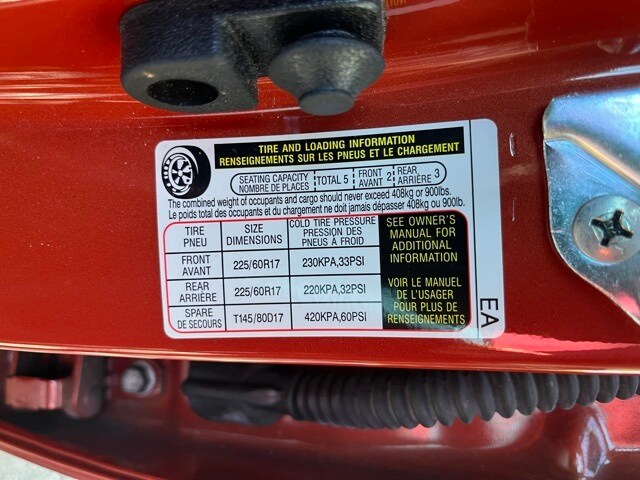 TIRE AND LOADING INFORMATION
RENSEIGNEMENTS SUR LES PNEUS ET LE CHARGEMENT
SEATING CAPACITY
NOMBRE DE PLACES
TOTAL 5
FRONT
AVANT 2
REAR
ARRIÈRE 3
The combined weight of occupants and cargo should never exceed 408kg or 900lbs.
Le poids total des occupants et du chargement ne doit jamais dépasser 408kg ou 900lb.
TIRE
PNEU
SIZE
DIMENSIONS
COLD TIRE PRESSURE
PRESSION DES
PNEUS À FROID
FRONT
AVANT
225/60R17
230KPA,33PSI
REAR
ARRIÈRE
225/60R17
220KPA,32PSI
SPARE
DE SECOURS
T145/80D17
420KPA,60PSI
SEE OWNER'S
MANUAL FOR
ADDITIONAL
INFORMATION
VOIR LE MANUEL
DE L'USAGER
POUR PLUS DE
RENSEIGNEMENTS
EA